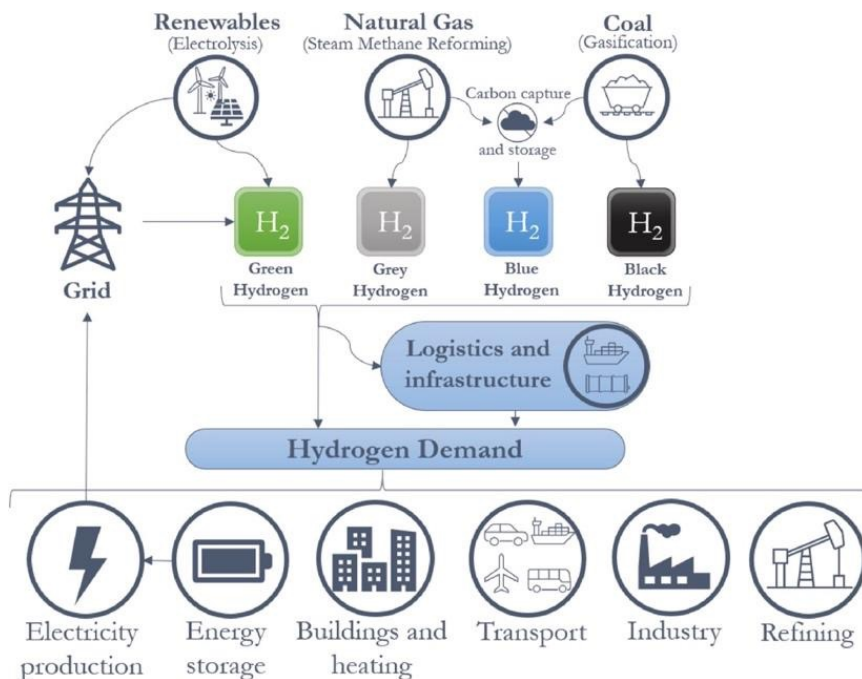 Renewables
(Electrolysis)
Natural Gas
(Steam Methane Reforming)
Coal
(Gasification)
Carbon capture
and storage
H2
H2
H2
H2
Green
Hydrogen
Grey
Hydrogen
Blue
Hydrogen
Black
Hydrogen
Grid
Logistics and
infrastructure
Hydrogen Demand
Electricity
production
Energy
storage
Buildings and
heating
Transport
Industry
Refining